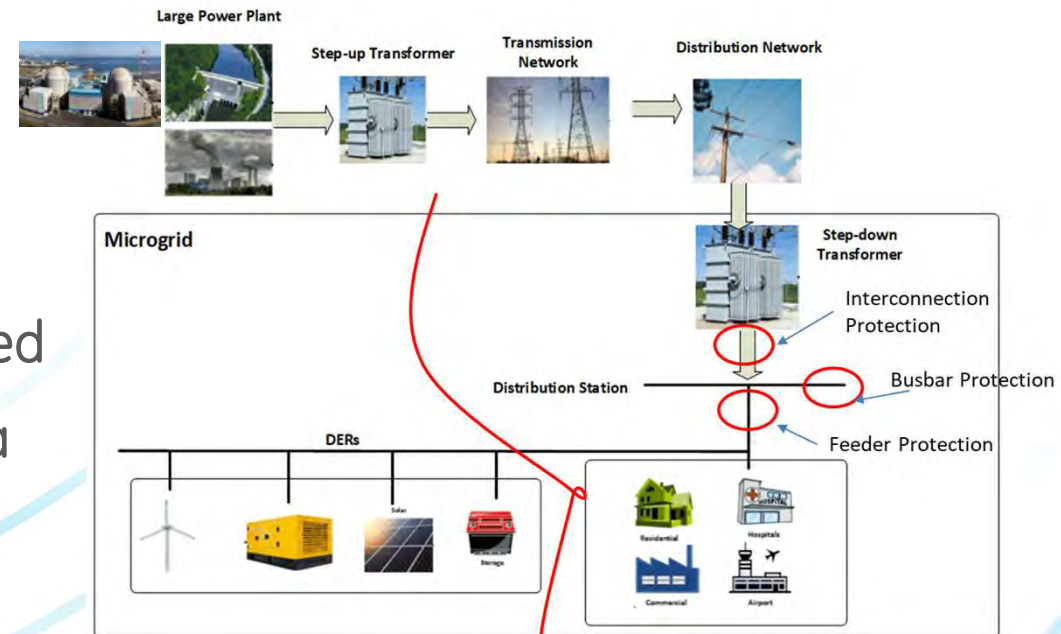 Large Power Plant
Step-up Transformer
Transmission
Network
Distribution Network
Microgrid
Step-down
Transformer
Interconnection
Protection
ed
a
Distribution Station
Busbar Protection
Feeder Protection
DERs
Solar
Storage
Residential
HOSPITAL
Hospitals
Commercial
Airport